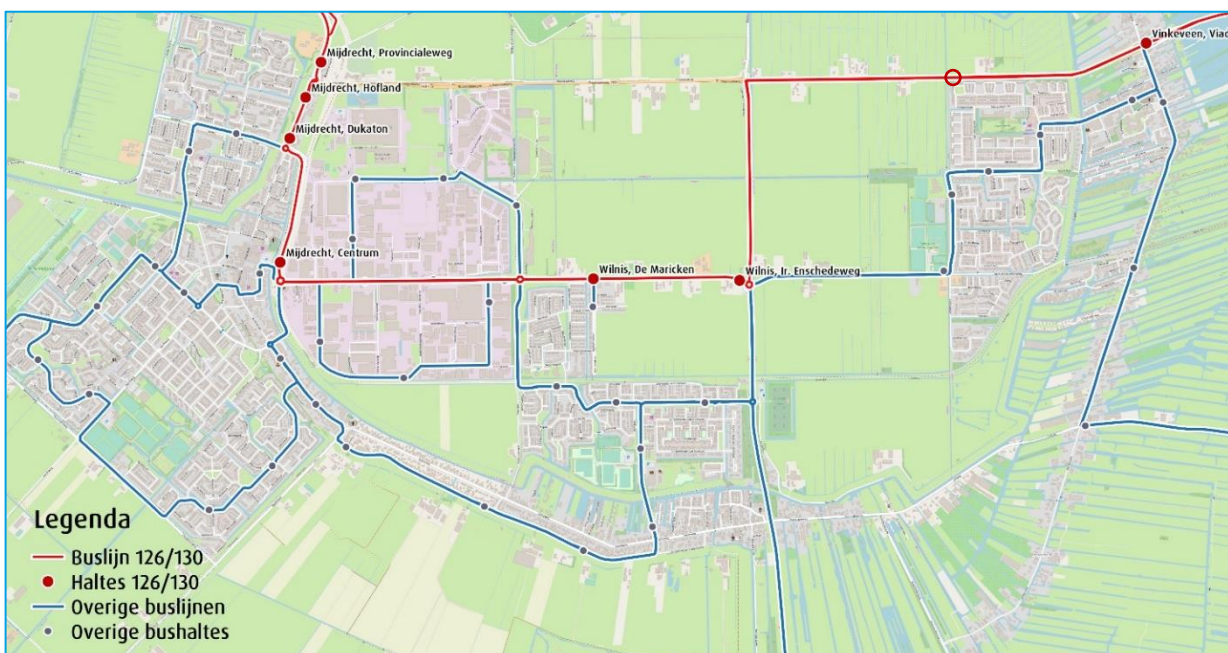 Mijdrecht, Provincialeweg
Vinkeveen, Viad
Mijdrecht, Hofland
Mijdrecht, Dukaton
Mijdrecht, Centrum
Wilnis, De Maricken
Wilnis, Ir. Enschedeweg
Legenda
Buslijn 126/130
Haltes 126/130
Overige buslijnen
Overige bushaltes